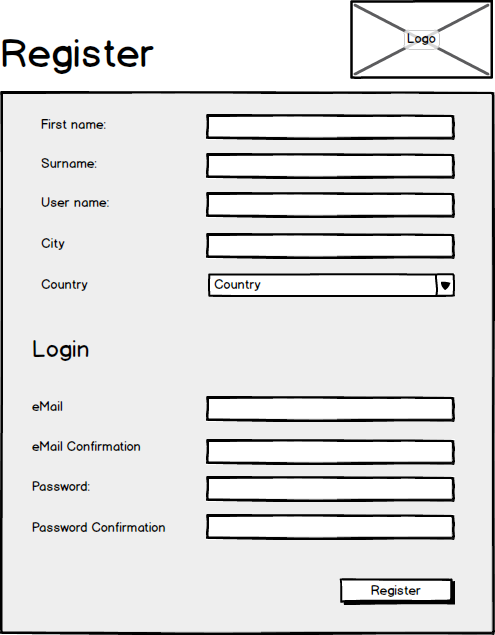 Logo
Register
First name:
Surname:
User name:
City
Country
Country
Login
eMail
eMail Confirmation
Password:
Password Confirmation
Register